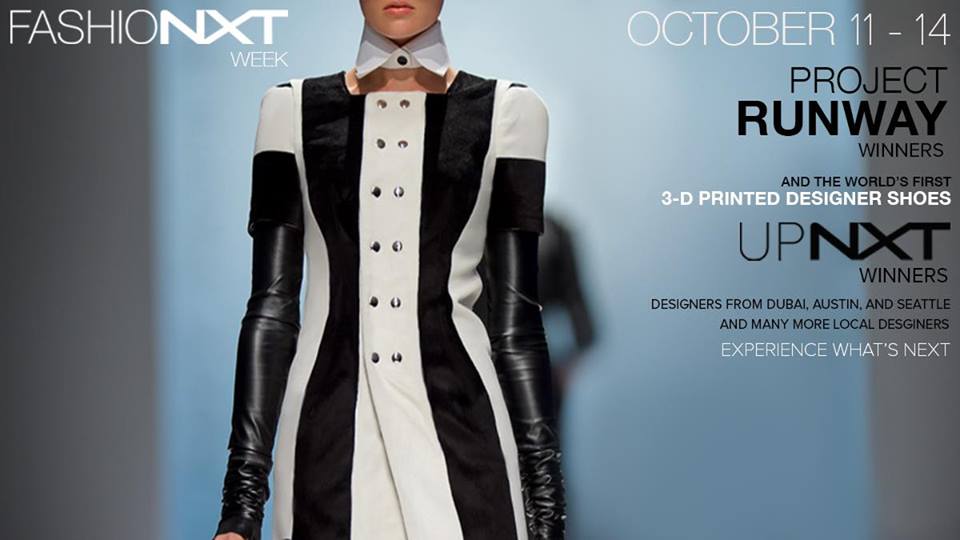 FASHIONXT
WEEK
OCTOBER 11 - 14
PROJECT
RUNWAY
WINNERS
AND THE WORLD'S FIRST
3-D PRINTED DESIGNER SHOES
UPNXT
WINNERS
DESIGNERS FROM DUBAI, AUSTIN, AND SEATTLE
AND MANY MORE LOCAL DESGINERS
EXPERIENCE WHAT'S NEXT